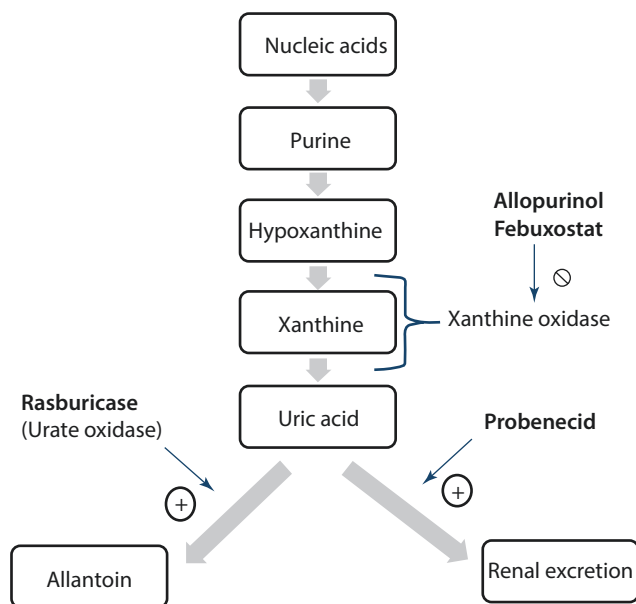 Nucleic acids
Purine
Hypoxanthine
Allopurinol
Febuxostat
Xanthine
Xanthine oxidase
Rasburicase
(Urate oxidase)
Uric acid
Probenecid
+
+
Allantoin
Renal excretion